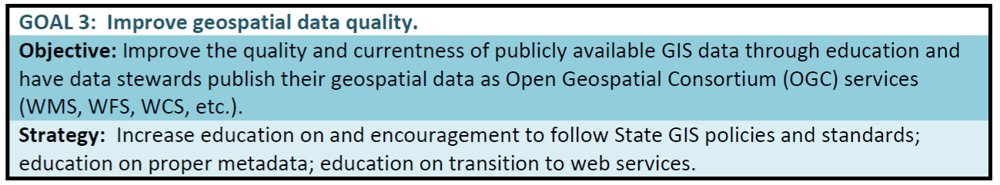 GOAL 3:  Improve geospatial data quality.
Objective: Improve the quality and currentness of publicly available GIS data through education and
have data stewards publish their geospatial data as Open Geospatial Consortium (OGC) services
(WMS, WFS, WCS, etc.).
Strategy:  Increase education on and encouragement to follow State GIS policies and standards;
education on proper metadata; education on transition to web services.